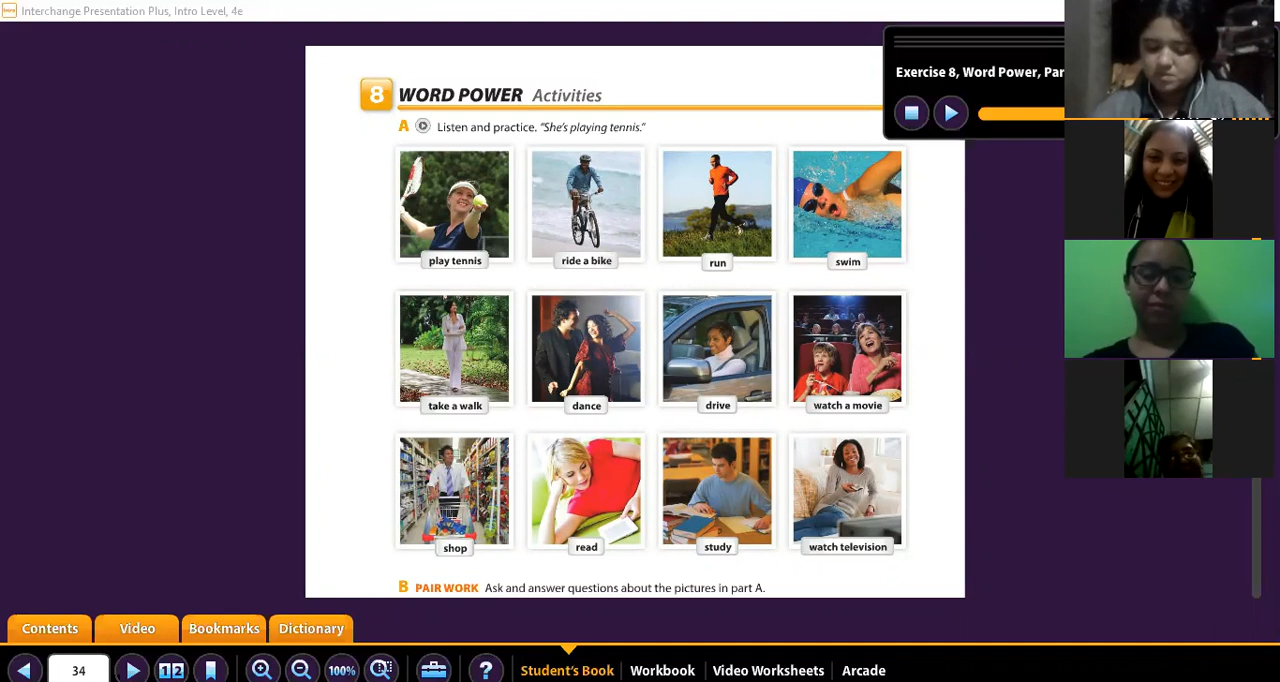 Interchange Presentation Plus, Intro Level, 4e
Exercise 8, Word Power, Par
8 WORD POWER Activities
A Listen and practice. "She's playing tennis."
play tennis
ride a bike
run
swim
take a walk
dance
drive
watch a movie
shop
read
study
watch television
B PAIR WORK Ask and answer questions about the pictures in part A.
Contents
Video
Bookmarks
Dictionary
34
1 2
100%
?
Student's Book
Workbook
Video Worksheets
Arcade